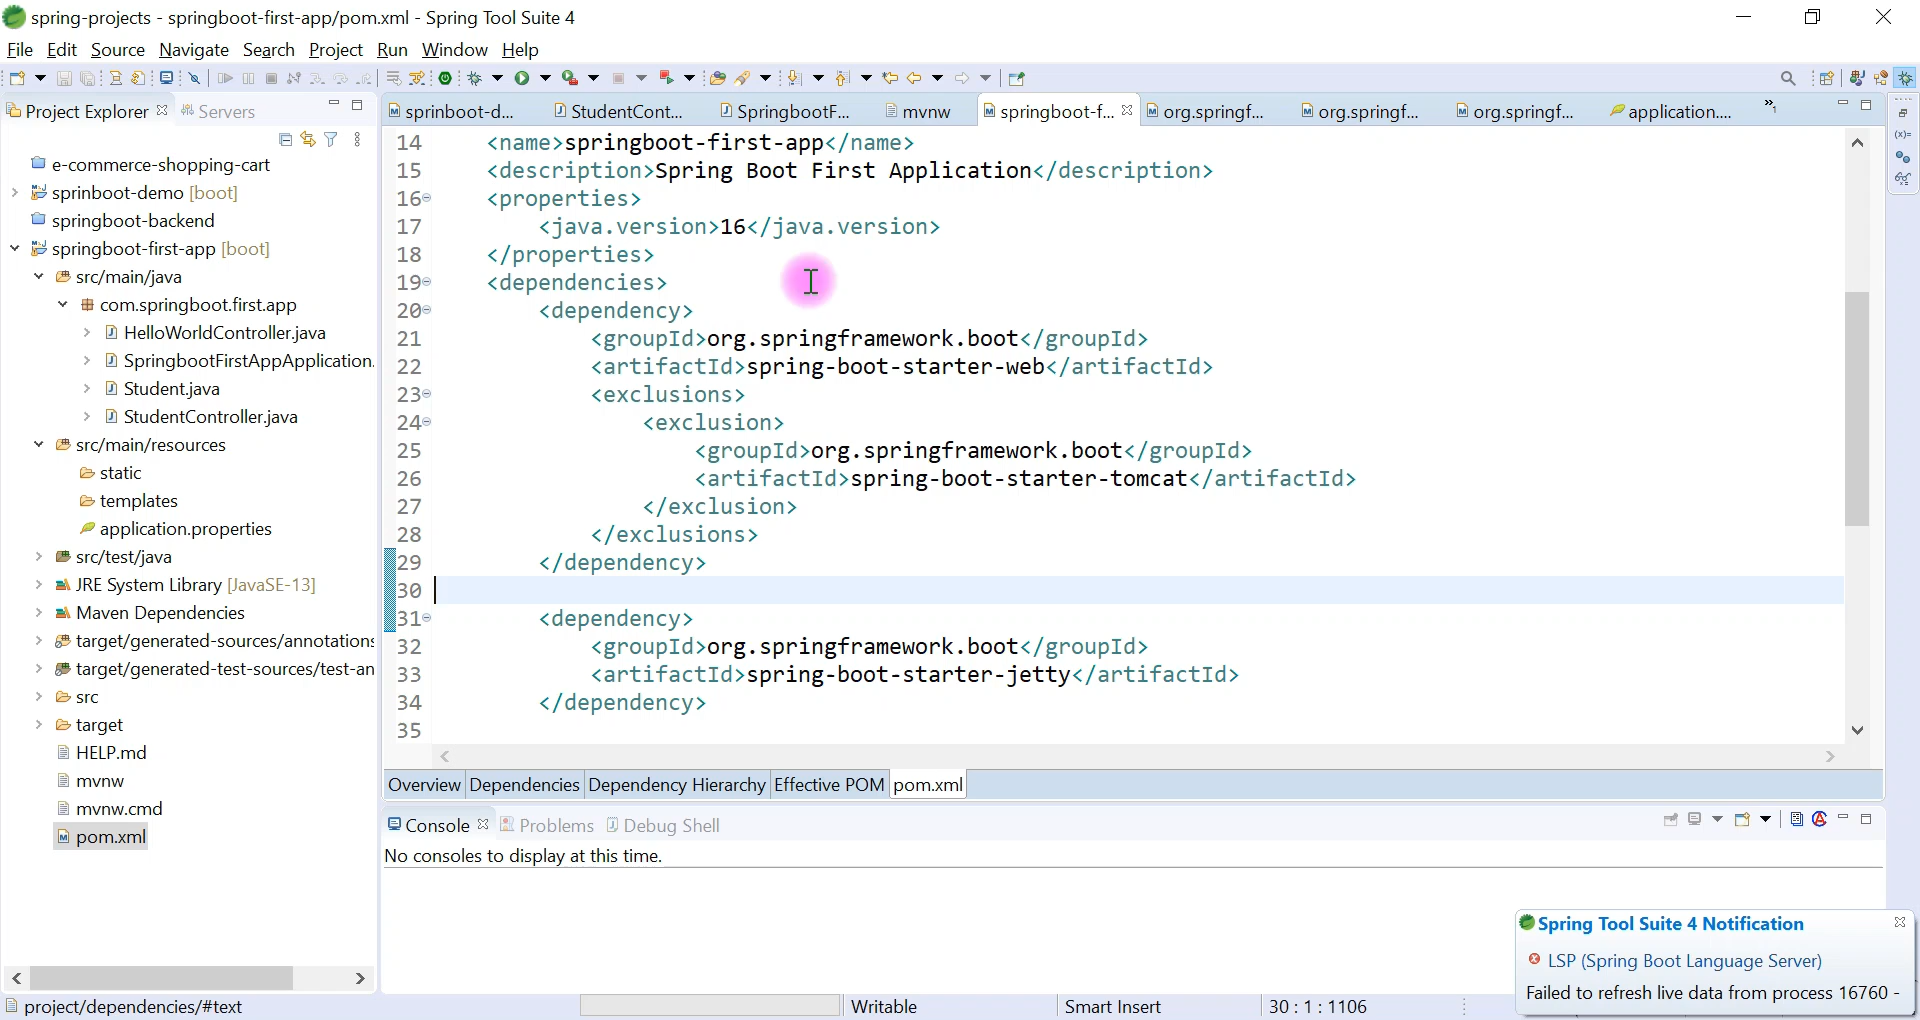 spring-projects - springboot-first-app/pom.xml - Spring Tool Suite 4
File Edit Source Navigate Search Project Run Window Help
Project Explorer
Servers
sprinboot-d...
StudentCont...
SpringbootF...
mvnw
springboot-f...
org.springf...
org.springf...
org.springf...
application....
»1
e-commerce-shopping-cart
sprinboot-demo [boot]
springboot-backend
springboot-first-app [boot]
src/main/java
com.springboot.first.app
HelloWorldController.java
SpringbootFirstAppApplication.
Student.java
StudentController.java
src/main/resources
static
templates
application.properties
src/test/java
JRE System Library [JavaSE-13]
Maven Dependencies
target/generated-sources/annotations
target/generated-test-sources/test-an
src
target
HELP.md
mvnw
mvnw.cmd
pom.xml
14 <name>springboot-first-app</name>
15 <description>Spring Boot First Application</description>
16 <properties>
17 <java.version>16</java.version>
18 </properties>
19 <dependencies>
20 <dependency>
21 <groupId>org.springframework.boot</groupId>
22 <artifactId>spring-boot-starter-web</artifactId>
23 <exclusions>
24 <exclusion>
25 <groupId>org.springframework.boot</groupId>
26 <artifactId>spring-boot-starter-tomcat</artifactId>
27 </exclusion>
28 </exclusions>
29 </dependency>
30
31 <dependency>
32 <groupId>org.springframework.boot</groupId>
33 <artifactId>spring-boot-starter-jetty</artifactId>
34 </dependency>
35
Overview Dependencies Dependency Hierarchy Effective POM pom.xml
Console Problems Debug Shell
No consoles to display at this time.
Spring Tool Suite 4 Notification
LSP (Spring Boot Language Server)
Failed to refresh live data from process 16760 -
project/dependencies/#text
Writable
Smart Insert
30 : 1 : 1106